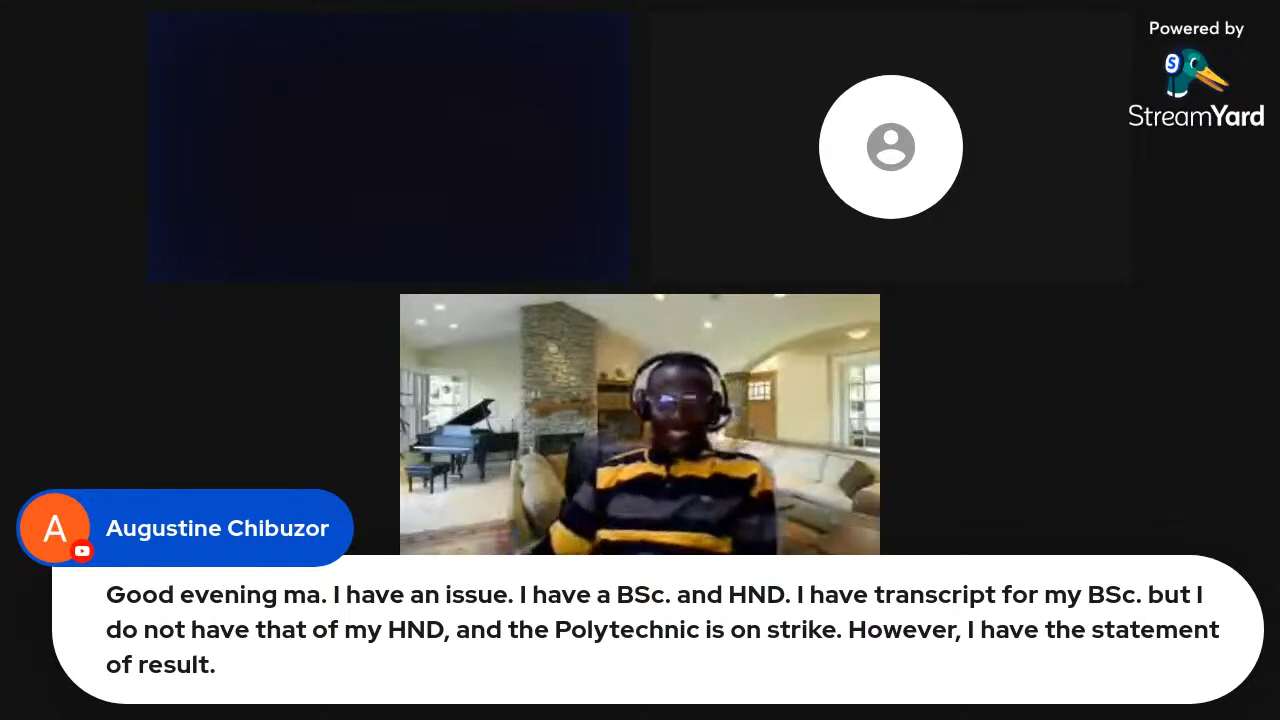 Powered by
S
StreamYard
A
Augustine Chibuzor
Good evening ma. I have an issue. I have a BSc. and HND. I have transcript for my BSc. but I
do not have that of my HND, and the Polytechnic is on strike. However, I have the statement
of result.